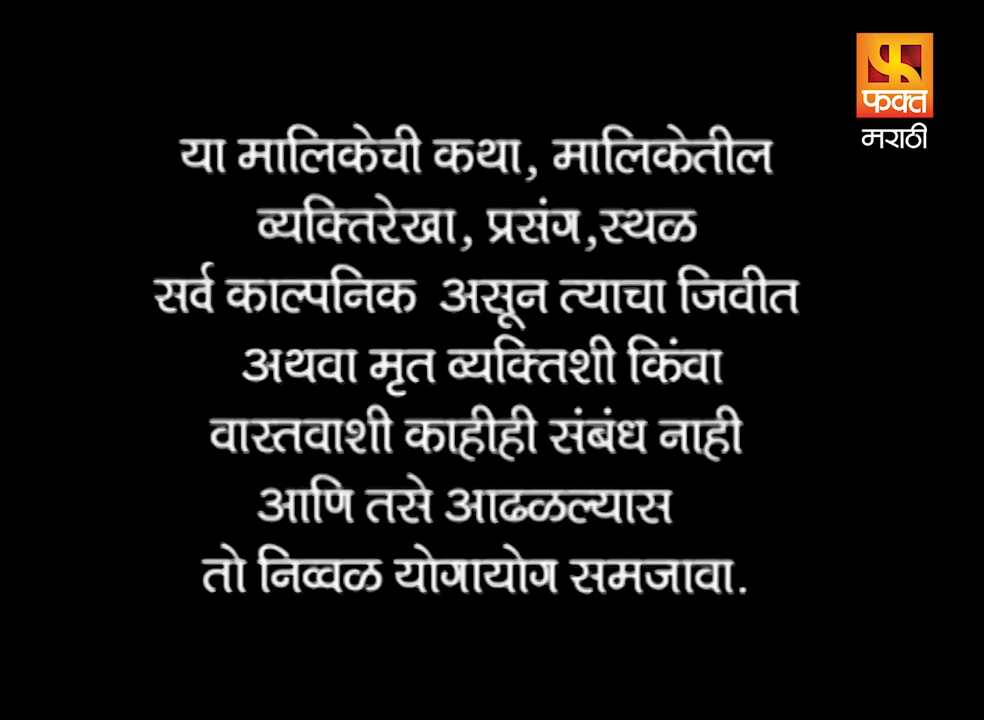 फक्त
मराठी
या मालिकेची कथा, मालिकेतील
व्यक्तिरेखा, प्रसंग,स्थळ
सर्व काल्पनिक असून त्याचा जिवीत
अथवा मृत व्यक्तिशी किंवा
वास्तवाशी काहीही संबंध नाही
आणि तसे आढळल्यास
तो निव्वळ योगायोग समजावा.